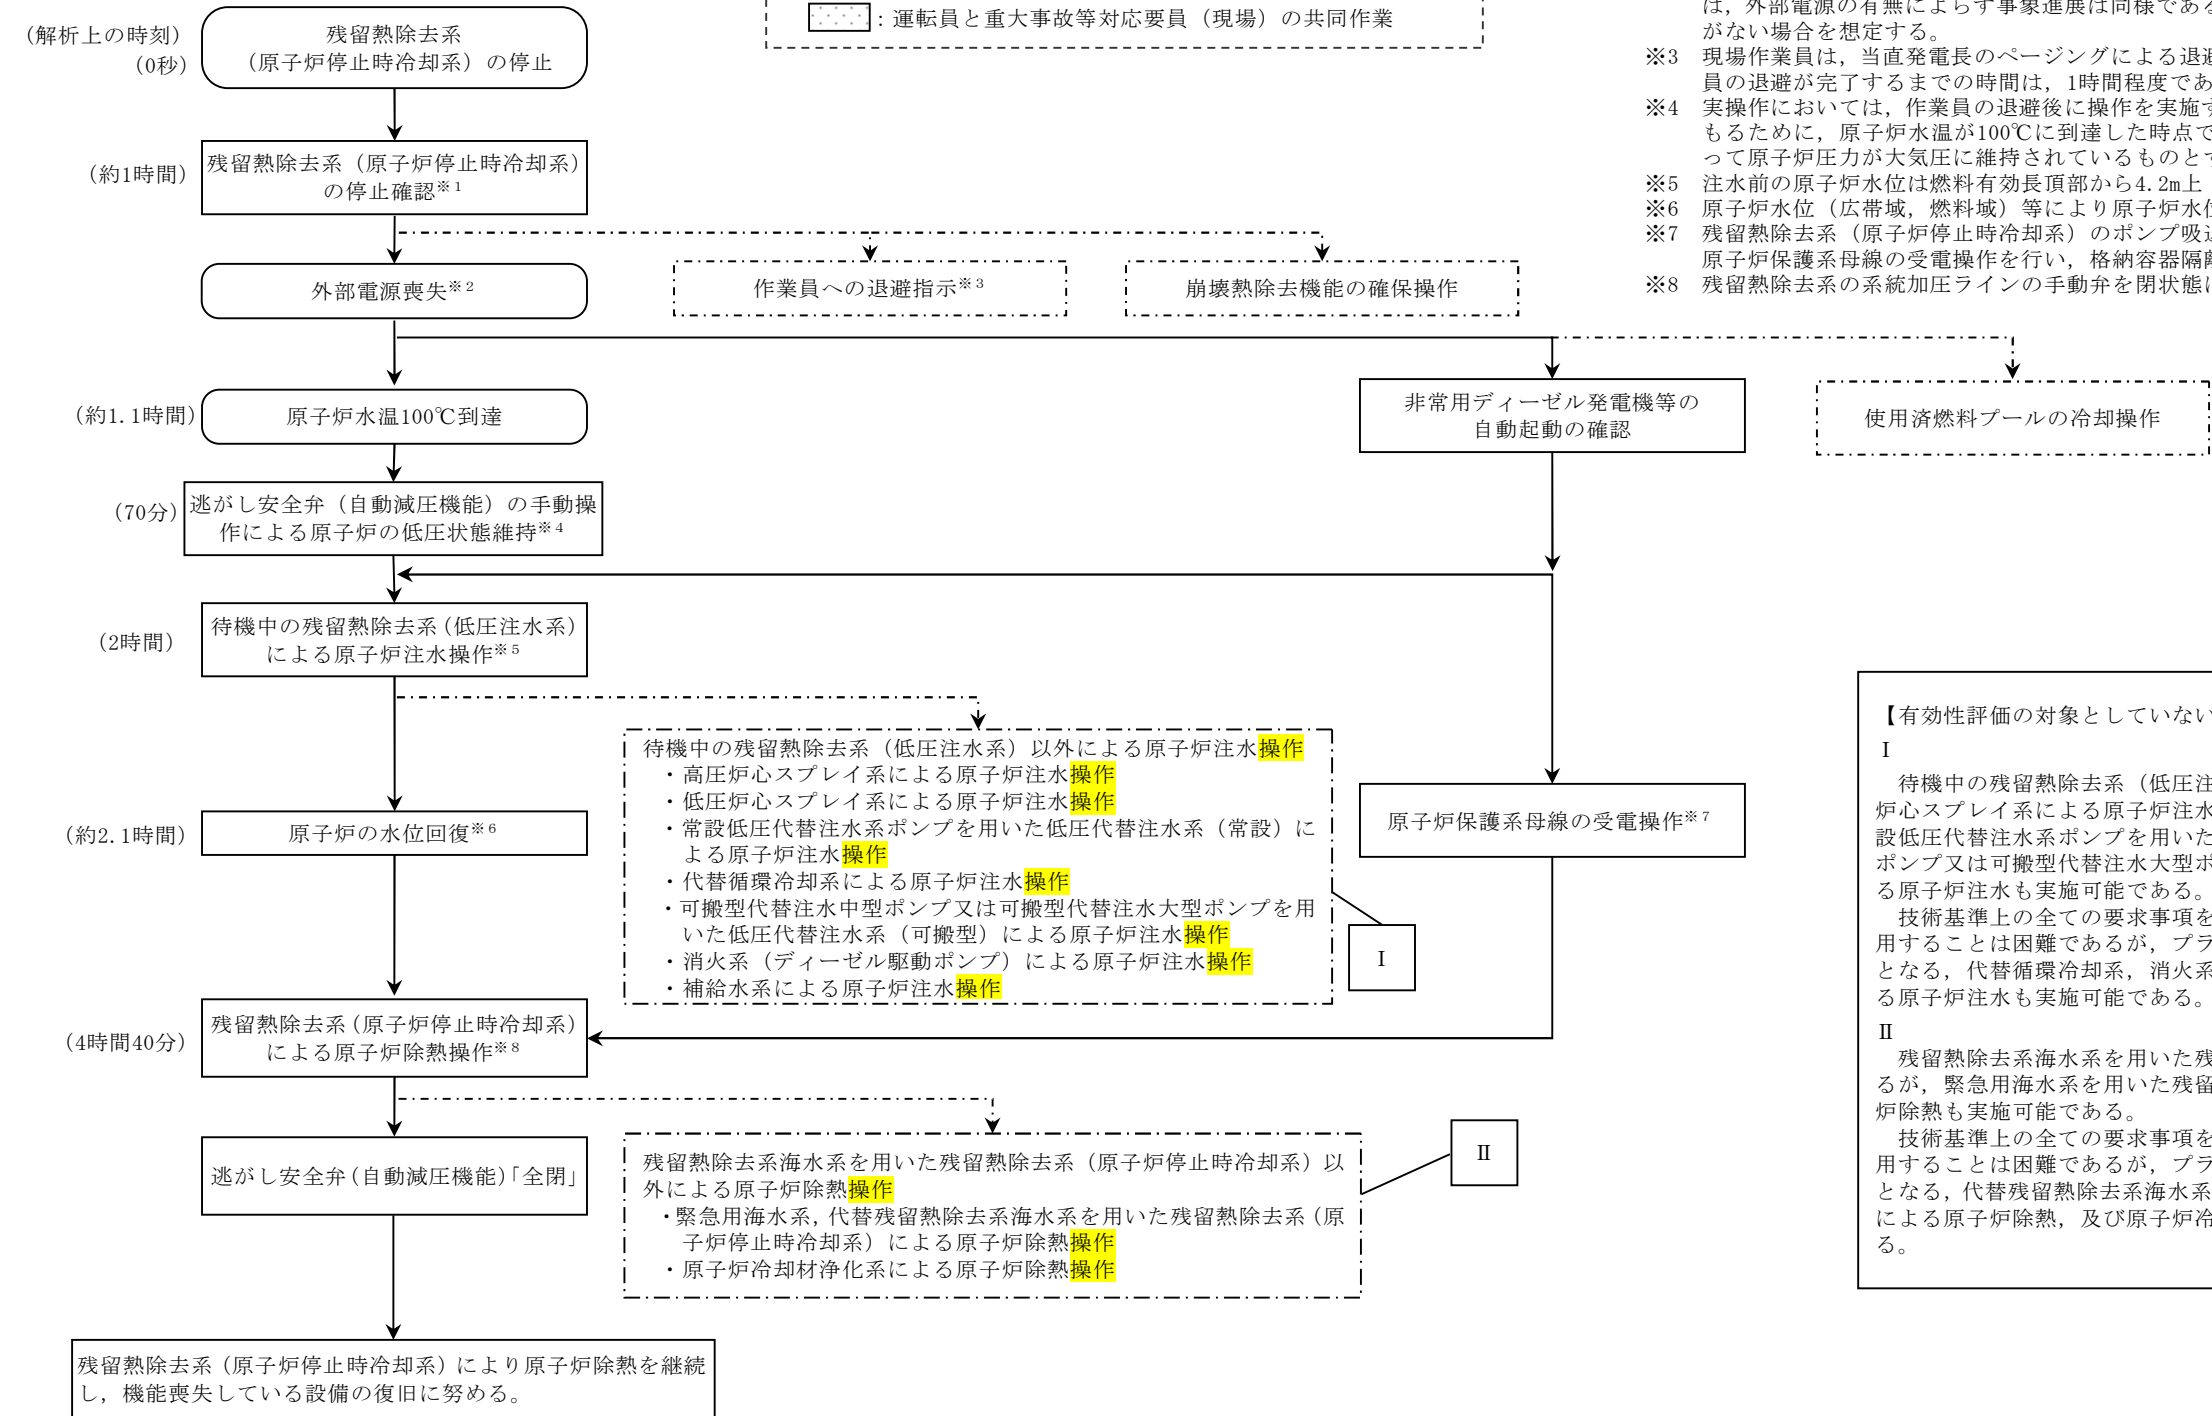 （解析上の時刻）
（0秒）
残留熱除去系
（原子炉停止時冷却系）の停止
：運転員と重大事故等対応要員（現場）の共同作業
は，外部電源の有無によらず事象進展は同様である
がない場合を想定する。
※3 現場作業員は，当直発電長のページングによる退避
員の退避が完了するまでの時間は，1時間程度であ
※4 実操作においては，作業員の退避後に操作を実施す
もるために，原子炉水温が100℃に到達した時点で
って原子炉圧力が大気圧に維持されているものとす
※5 注水前の原子炉水位は燃料有効長頂部から4.2m上
※6 原子炉水位（広帯域，燃料域）等により原子炉水位
※7 残留熱除去系（原子炉停止時冷却系）のポンプ吸込
原子炉保護系母線の受電操作を行い，格納容器隔離
※8 残留熱除去系の系統加圧ラインの手動弁を閉状態に
（約1時間）
残留熱除去系（原子炉停止時冷却系）
の停止確認※1
外部電源喪失※2
作業員への退避指示※3
崩壊熱除去機能の確保操作
（約1.1時間）
原子炉水温100℃到達
非常用ディーゼル発電機等の
自動起動の確認
使用済燃料プールの冷却操作
（70分）
逃がし安全弁（自動減圧機能）の手動操
作による原子炉の低圧状態維持※4
（2時間）
待機中の残留熱除去系（低圧注水系）
による原子炉注水操作※5
待機中の残留熱除去系（低圧注水系）以外による原子炉注水操作
・高圧炉心スプレイ系による原子炉注水操作
・低圧炉心スプレイ系による原子炉注水操作
・常設低圧代替注水系ポンプを用いた低圧代替注水系（常設）に
よる原子炉注水操作
・代替循環冷却系による原子炉注水操作
・可搬型代替注水中型ポンプ又は可搬型代替注水大型ポンプを用
いた低圧代替注水系（可搬型）による原子炉注水操作
・消火系（ディーゼル駆動ポンプ）による原子炉注水操作
・補給水系による原子炉注水操作
Ⅰ
（約2.1時間）
原子炉の水位回復※6
原子炉保護系母線の受電操作※7
（4時間40分）
残留熱除去系（原子炉停止時冷却系）
による原子炉除熱操作※8
逃がし安全弁（自動減圧機能）「全閉」
残留熱除去系海水系を用いた残留熱除去系（原子炉停止時冷却系）以
外による原子炉除熱操作
・緊急用海水系，代替残留熱除去系海水系を用いた残留熱除去系（原
子炉停止時冷却系）による原子炉除熱操作
・原子炉冷却材浄化系による原子炉除熱操作
Ⅱ
残留熱除去系（原子炉停止時冷却系）により原子炉除熱を継続
し，機能喪失している設備の復旧に努める。
【有効性評価の対象としていない
Ⅰ
待機中の残留熱除去系（低圧注
炉心スプレイ系による原子炉注水
設低圧代替注水系ポンプを用いた
ポンプ又は可搬型代替注水大型ポ
る原子炉注水も実施可能である。
技術基準上の全ての要求事項を
用することは困難であるが，プラ
となる，代替循環冷却系，消火系
る原子炉注水も実施可能である。
Ⅱ
残留熱除去系海水系を用いた残
るが，緊急用海水系を用いた残留
炉除熱も実施可能である。
技術基準上の全ての要求事項を
用することは困難であるが，プラ
となる，代替残留熱除去系海水系
による原子炉除熱，及び原子炉冷
る。